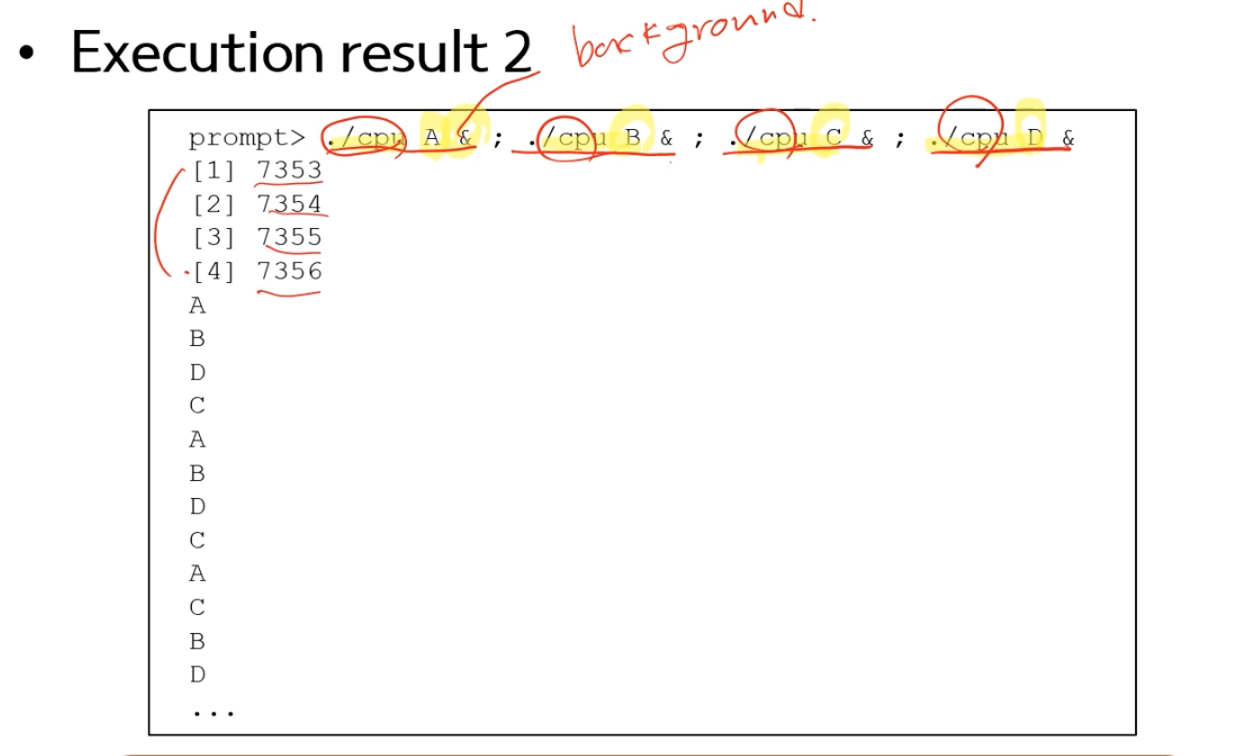 • Execution result 2 background.
prompt> ./cpu A & ; ./cpu B & ; ./cpu C & ; ./cpu D &
[1] 7353
[2] 7354
[3] 7355
[4] 7356
A
B
D
C
A
B
D
C
A
C
B
D
...